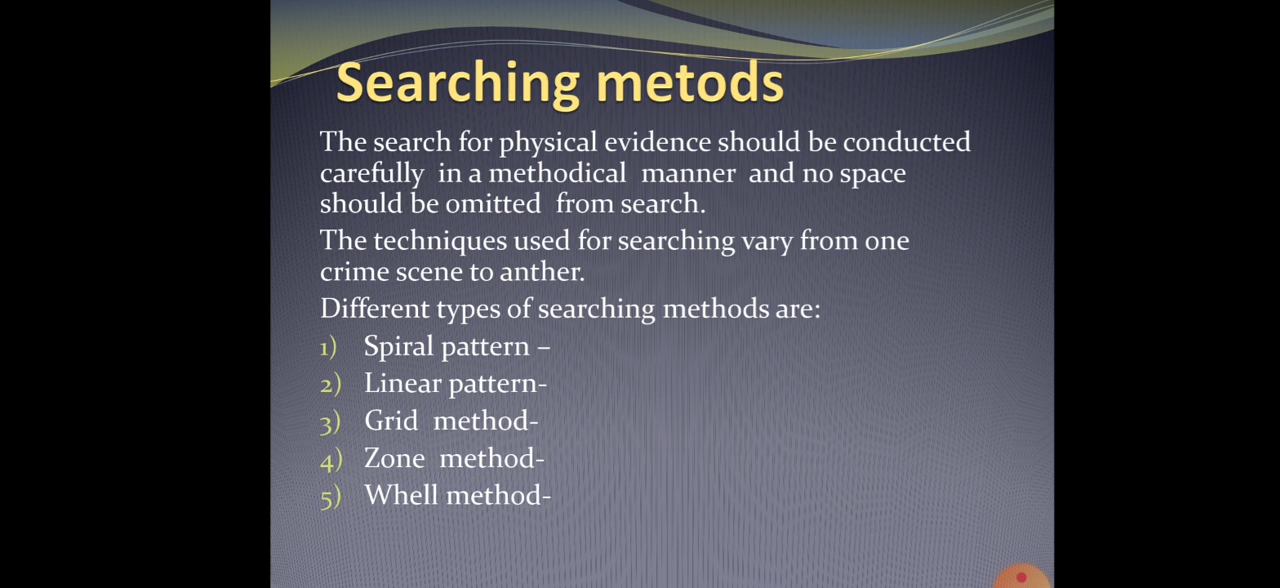 Searching metods
The search for physical evidence should be conducted
carefully in a methodical manner and no space
should be omitted from search.
The techniques used for searching vary from one
crime scene to anther.
Different types of searching methods are:
1) Spiral pattern –
2) Linear pattern-
3) Grid method-
4) Zone method-
5) Whell method-